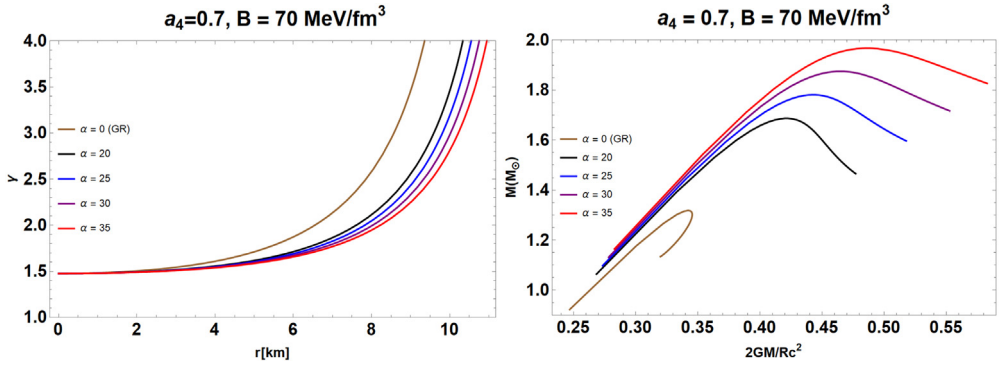 a₄=0.7, B = 70 MeV/fm³
4.0
3.5
3.0
2.5
2.0
1.5
1.0
γ
α = 0 (GR)
α = 20
α = 25
α = 30
α = 35
0 2 4 6 8 10
r[km]
a₄ = 0.7, B = 70 MeV/fm³
2.0
1.8
1.6
1.4
1.2
1.0
M(M☉)
α = 0 (GR)
α = 20
α = 25
α = 30
α = 35
0.25 0.30 0.35 0.40 0.45 0.50 0.55
2GM/Rc²